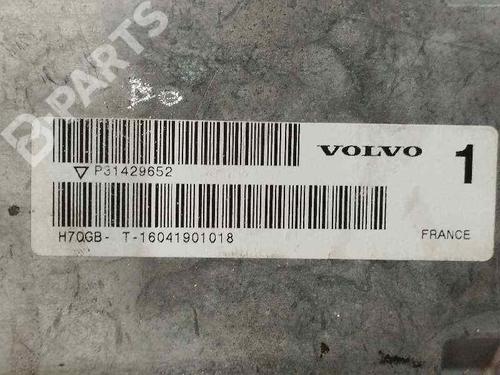 B-PARTS
VOLVO
1
P31429652
H7QGB- T-16041901018
FRANCE